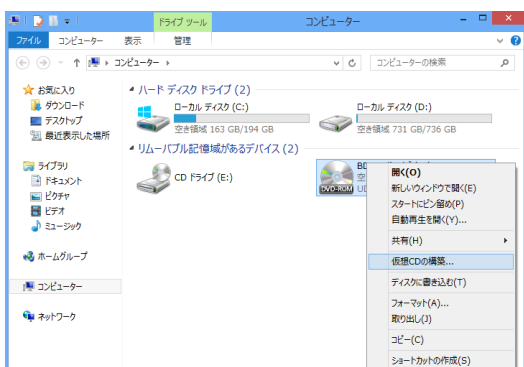 ドライブ ツール
コンピューター
ファイル
コンピューター
表示
管理
コンピューター
コンピューターの検索
お気に入り
ダウンロード
デスクトップ
最近表示した場所
ライブラリ
ドキュメント
ピクチャ
ビデオ
ミュージック
ホームグループ
コンピューター
ネットワーク
ハード ディスク ドライブ (2)
ローカル ディスク (C:)
空き領域 163 GB/194 GB
ローカル ディスク (D:)
空き領域 731 GB/736 GB
リムーバブル記憶域があるデバイス (2)
CD ドライブ (E:)
DVD-ROM
開く(O)
新しいウィンドウで開く(E)
スタートにピン留め(P)
自動再生を開く(Y)...
共有(H)
仮想CDの構築...
ディスクに書き込む(T)
フォーマット(A)...
取り出し(J)
コピー(C)
ショートカットの作成(S)